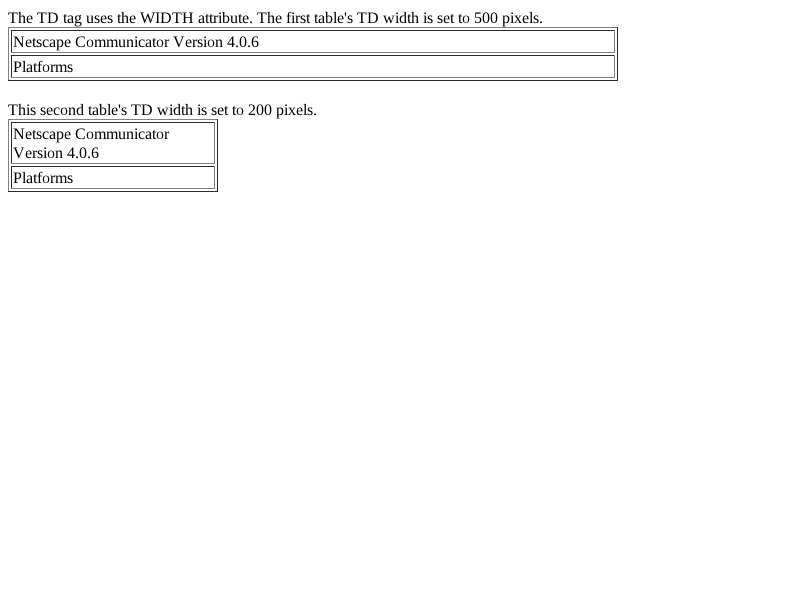 The TD tag uses the WIDTH attribute. The first table's TD width is set to 500 pixels.
Netscape Communicator Version 4.0.6
Platforms
This second table's TD width is set to 200 pixels.
Netscape Communicator
Version 4.0.6
Platforms